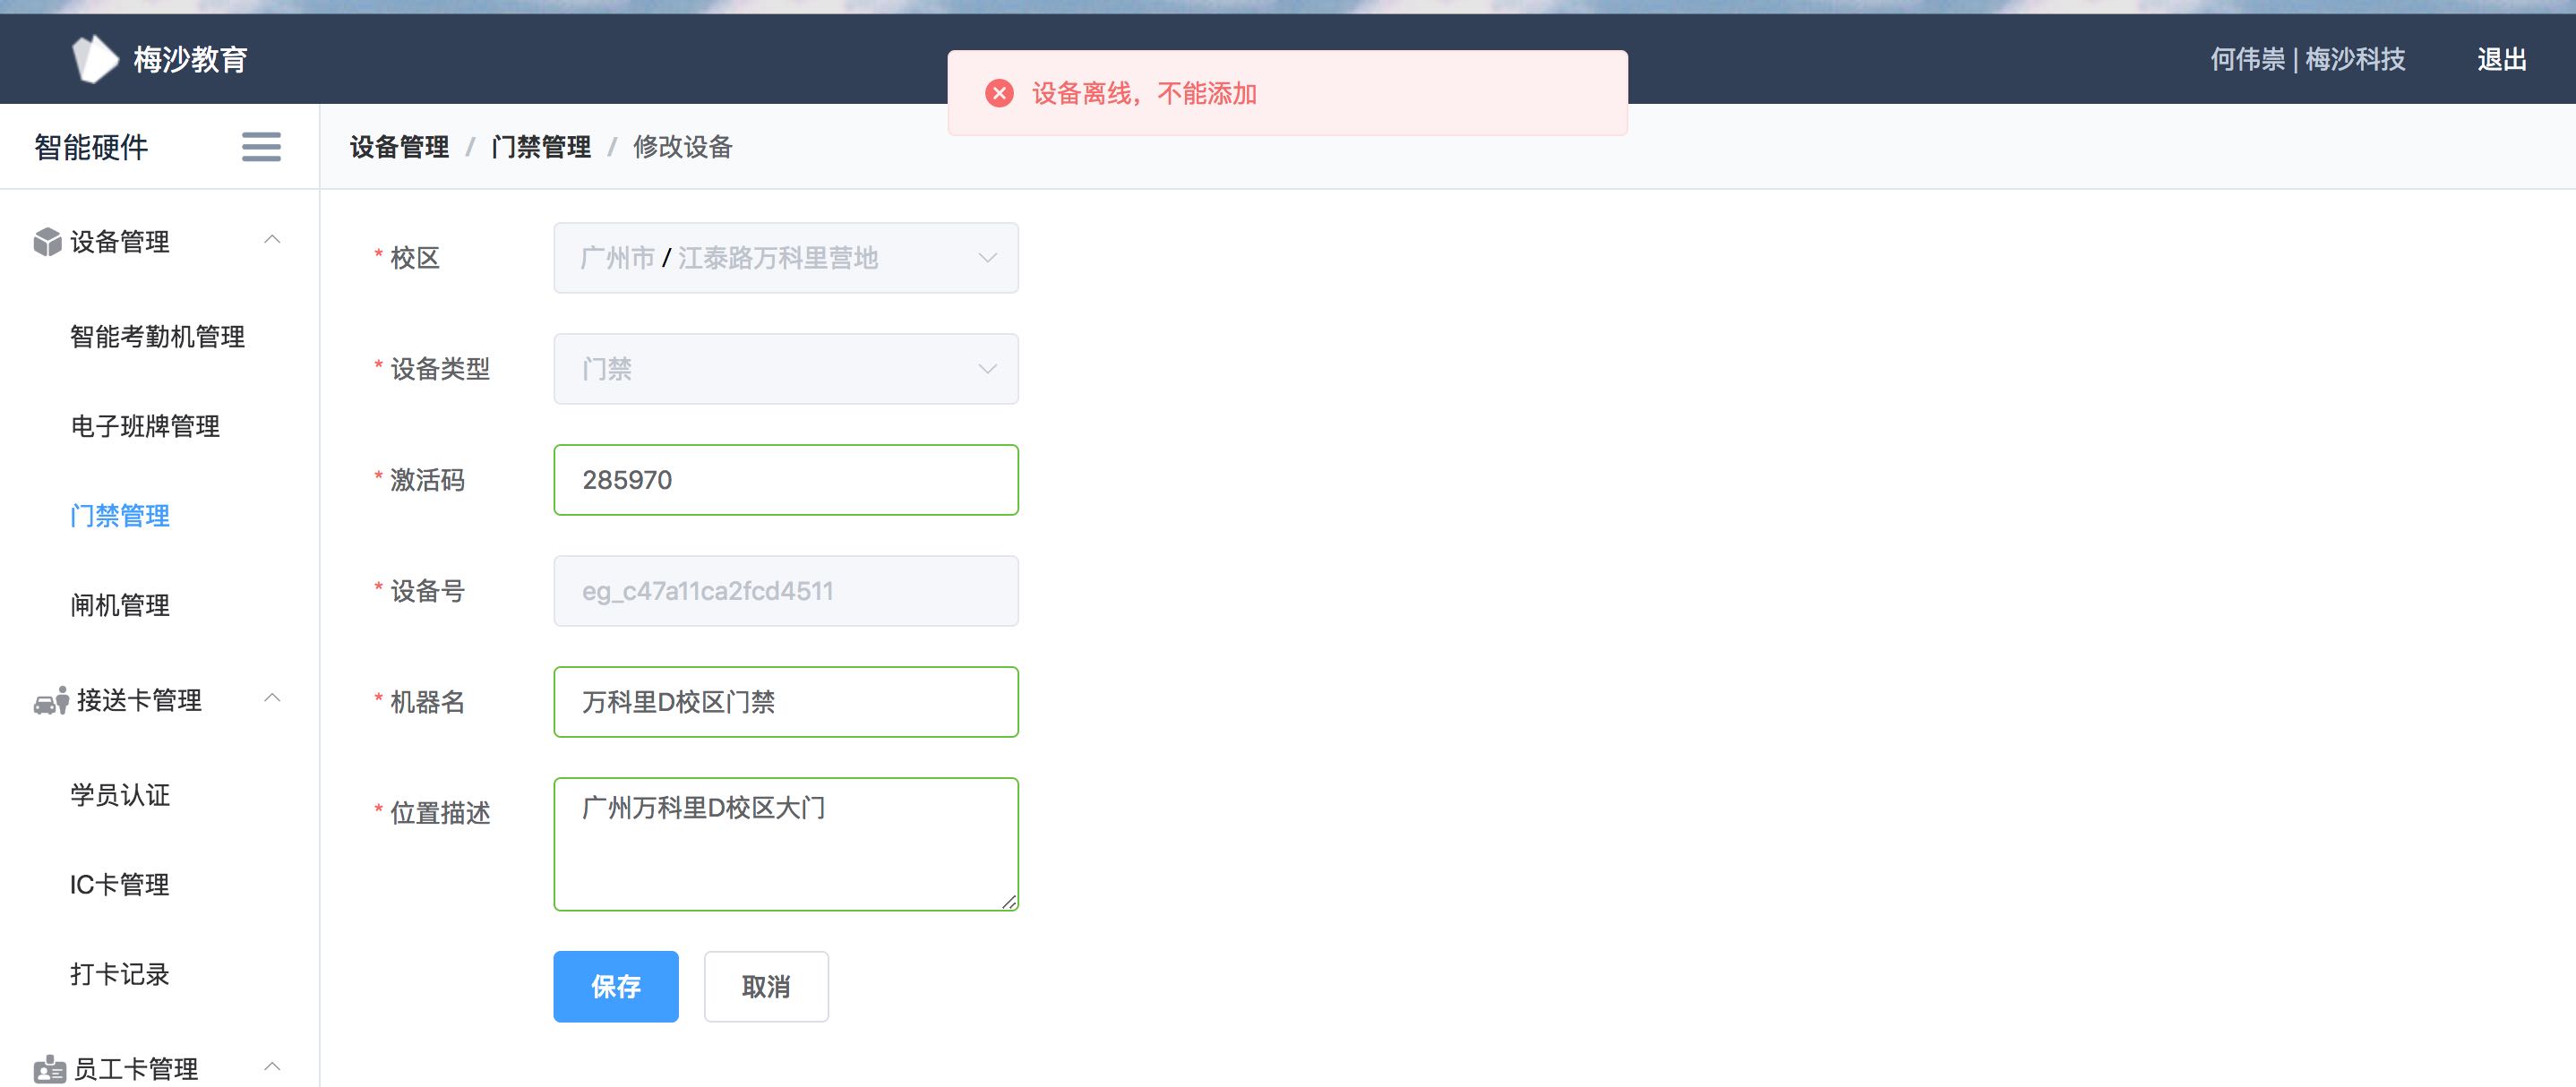 梅沙教育
设备离线，不能添加
何伟崇 | 梅沙科技
退出
智能硬件
设备管理 / 门禁管理 / 修改设备
设备管理
智能考勤机管理
电子班牌管理
门禁管理
闸机管理
接送卡管理
学员认证
IC卡管理
打卡记录
员工卡管理
* 校区
广州市 / 江泰路万科里营地
* 设备类型
门禁
* 激活码
285970
* 设备号
eg_c47a11ca2fcd4511
* 机器名
万科里D校区门禁
* 位置描述
广州万科里D校区大门
保存
取消